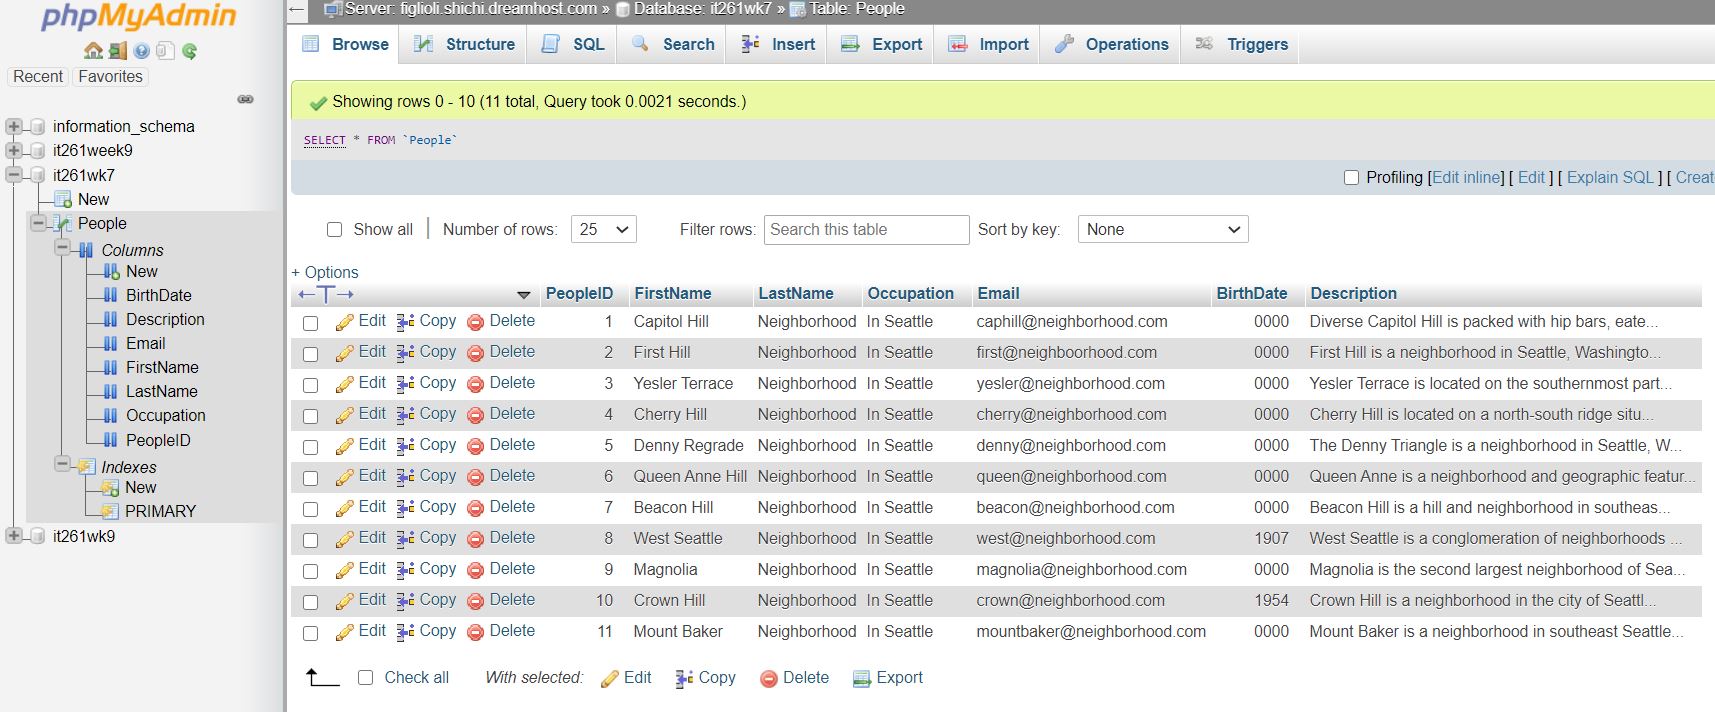 phpMyAdmin
Recent Favorites
information_schema
it261week9
it261wk7
New
People
Columns
New
BirthDate
Description
Email
FirstName
LastName
Occupation
PeopleID
Indexes
New
PRIMARY
it261wk9
Server: figlioli.shichi.dreamhost.com » Database: it261wk7 » Table: People
Browse Structure SQL Search Insert Export Import Operations Triggers
Showing rows 0 - 10 (11 total, Query took 0.0021 seconds.)
SELECT * FROM `People`
Profiling [Edit inline] [ Edit ] [ Explain SQL ] [ Create
Show all | Number of rows: 25 Filter rows: Search this table Sort by key: None
+ Options
PeopleID FirstName LastName Occupation Email BirthDate Description
Edit Copy Delete 1 Capitol Hill Neighborhood In Seattle caphill@neighborhood.com 0000 Diverse Capitol Hill is packed with hip bars, eate...
Edit Copy Delete 2 First Hill Neighborhood In Seattle first@neighboorhood.com 0000 First Hill is a neighborhood in Seattle, Washingto...
Edit Copy Delete 3 Yesler Terrace Neighborhood In Seattle yesler@neighborhood.com 0000 Yesler Terrace is located on the southernmost part...
Edit Copy Delete 4 Cherry Hill Neighborhood In Seattle cherry@neighborhood.com 0000 Cherry Hill is located on a north-south ridge situ...
Edit Copy Delete 5 Denny Regrade Neighborhood In Seattle denny@neighborhood.com 0000 The Denny Triangle is a neighborhood in Seattle, W...
Edit Copy Delete 6 Queen Anne Hill Neighborhood In Seattle queen@neighborhood.com 0000 Queen Anne is a neighborhood and geographic featur...
Edit Copy Delete 7 Beacon Hill Neighborhood In Seattle beacon@neighborhood.com 0000 Beacon Hill is a hill and neighborhood in southeas...
Edit Copy Delete 8 West Seattle Neighborhood In Seattle west@neighborhood.com 1907 West Seattle is a conglomeration of neighborhoods ...
Edit Copy Delete 9 Magnolia Neighborhood In Seattle magnolia@neighborhood.com 0000 Magnolia is the second largest neighborhood of Sea...
Edit Copy Delete 10 Crown Hill Neighborhood In Seattle crown@neighborhood.com 1954 Crown Hill is a neighborhood in the city of Seattl...
Edit Copy Delete 11 Mount Baker Neighborhood In Seattle mountbaker@neighborhood.com 0000 Mount Baker is a neighborhood in southeast Seattle...
Check all With selected: Edit Copy Delete Export